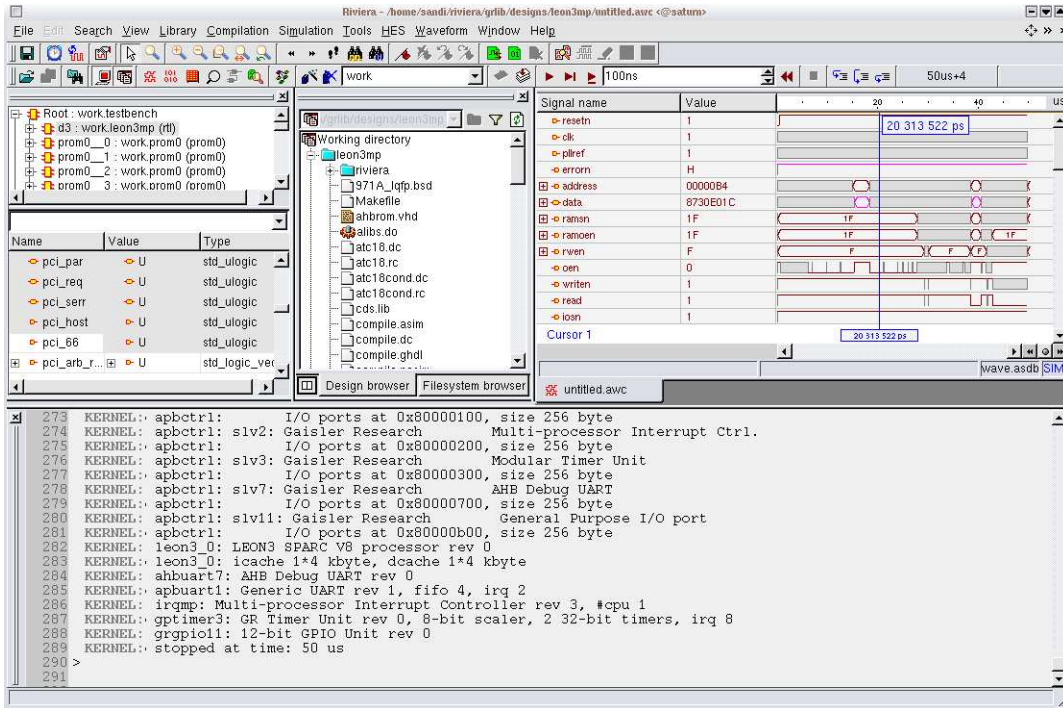 Riviera - /home/sandi/riviera/grlib/designs/leon3mp/untitled.awc <@saturn>
File Edit Search View Library Compilation Simulation Tools HES Waveform Window Help
work
100ns
50us+4
Root : work.testbench
d3 : work.leon3mp (rtl)
prom0__0 : work.prom0 (prom0)
prom0__1 : work.prom0 (prom0)
prom0__2 : work.prom0 (prom0)
prom0__3 : work.prom0 (prom0)
Name Value Type
pci_par U std_ulogic
pci_req U std_ulogic
pci_serr U std_ulogic
pci_host U std_ulogic
pci_66 U std_ulogic
pci_arb_r... U std_logic_vec
/grlib/designs/leon3mp
Working directory
leon3mp
riviera
971A_lqfp.bsd
Makefile
ahbrom.vhd
alibs.do
atc18.dc
atc18.rc
atc18cond.dc
atc18cond.rc
cds.lib
compile.asim
compile.dc
compile.ghdl
Design browser Filesystem browser
Signal name Value 20 40 us
20 313 522 ps
resetn 1
clk 1
pllref 1
errorn H
address 00000B4
data 8730E01C
ramsn 1F 1F
ramoen 1F 1F 1F
rwen F F F F
oen 0
writen 1
read 1
iosn 1
Cursor 1 20 313 522 ps
wave.asdb SIM
untitled.awc
273 KERNEL: apbctrl: I/O ports at 0x80000100, size 256 byte
274 KERNEL: apbctrl: slv2: Gaisler Research Multi-processor Interrupt Ctrl.
275 KERNEL: apbctrl: I/O ports at 0x80000200, size 256 byte
276 KERNEL: apbctrl: slv3: Gaisler Research Modular Timer Unit
277 KERNEL: apbctrl: I/O ports at 0x80000300, size 256 byte
278 KERNEL: apbctrl: slv7: Gaisler Research AHB Debug UART
279 KERNEL: apbctrl: I/O ports at 0x80000700, size 256 byte
280 KERNEL: apbctrl: slv11: Gaisler Research General Purpose I/O port
281 KERNEL: apbctrl: I/O ports at 0x80000b00, size 256 byte
282 KERNEL: leon3_0: LEON3 SPARC V8 processor rev 0
283 KERNEL: leon3_0: icache 1*4 kbyte, dcache 1*4 kbyte
284 KERNEL: ahbuart7: AHB Debug UART rev 0
285 KERNEL: apbuart1: Generic UART rev 1, fifo 4, irq 2
286 KERNEL: irqmp: Multi-processor Interrupt Controller rev 3, #cpu 1
287 KERNEL: gptimer3: GR Timer Unit rev 0, 8-bit scaler, 2 32-bit timers, irq 8
288 KERNEL: grgpio11: 12-bit GPIO Unit rev 0
289 KERNEL: stopped at time: 50 us
290 >
291